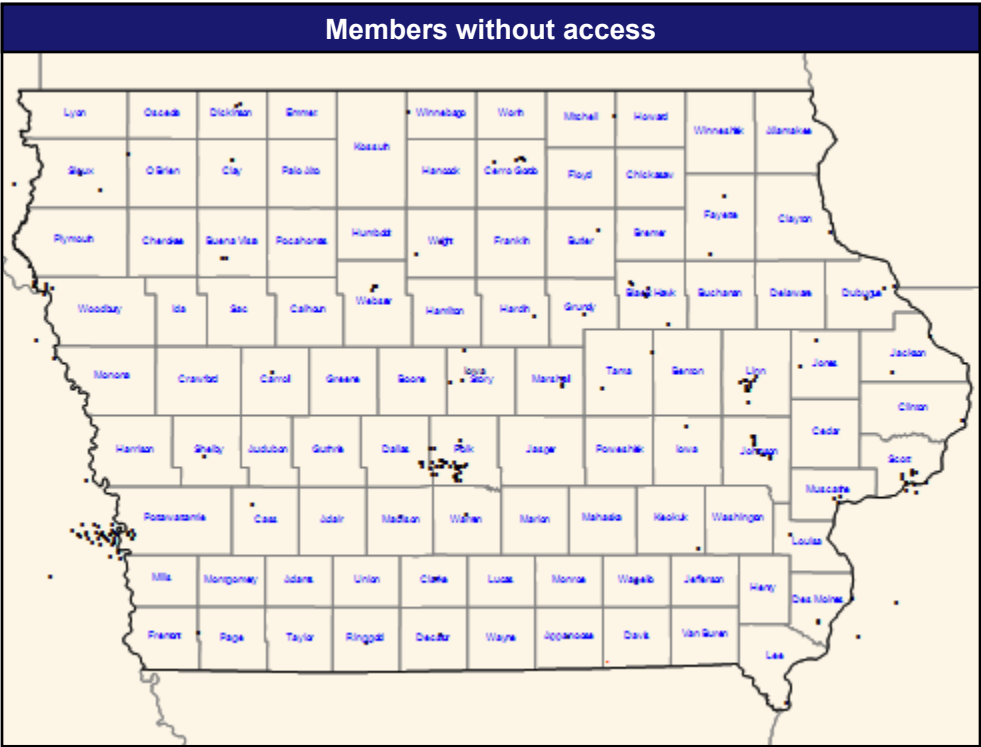 Members without access
Lyon Osceola Dickinson Emmet Winnebago Worth Mitchell Howard Winneshiek Allamakee
Kossuth
Sioux O'Brien Clay Palo Alto Hancock Cerro Gordo Floyd Chickasaw
Fayette Clayton
Plymouth Cherokee Buena Vista Pocahontas Humboldt Wright Franklin Butler Bremer
Woodbury Ida Sac Calhoun Webster Hamilton Hardin Grundy Black Hawk Buchanan Delaware Dubuque
Jackson
Monona Crawford Carroll Greene Boone Iowa Story Marshall Tama Benton Linn Jones
Clinton
Harrison Shelby Audubon Guthrie Dallas Polk Jasper Poweshiek Iowa Johnson Cedar
Scott
Muscatine
Pottawattamie Cass Adair Madison Warren Marion Mahaska Keokuk Washington
Louisa
Mills Montgomery Adams Union Clarke Lucas Monroe Wapello Jefferson Henry
Des Moines
Fremont Page Taylor Ringgold Decatur Wayne Appanoose Davis Van Buren
Lee